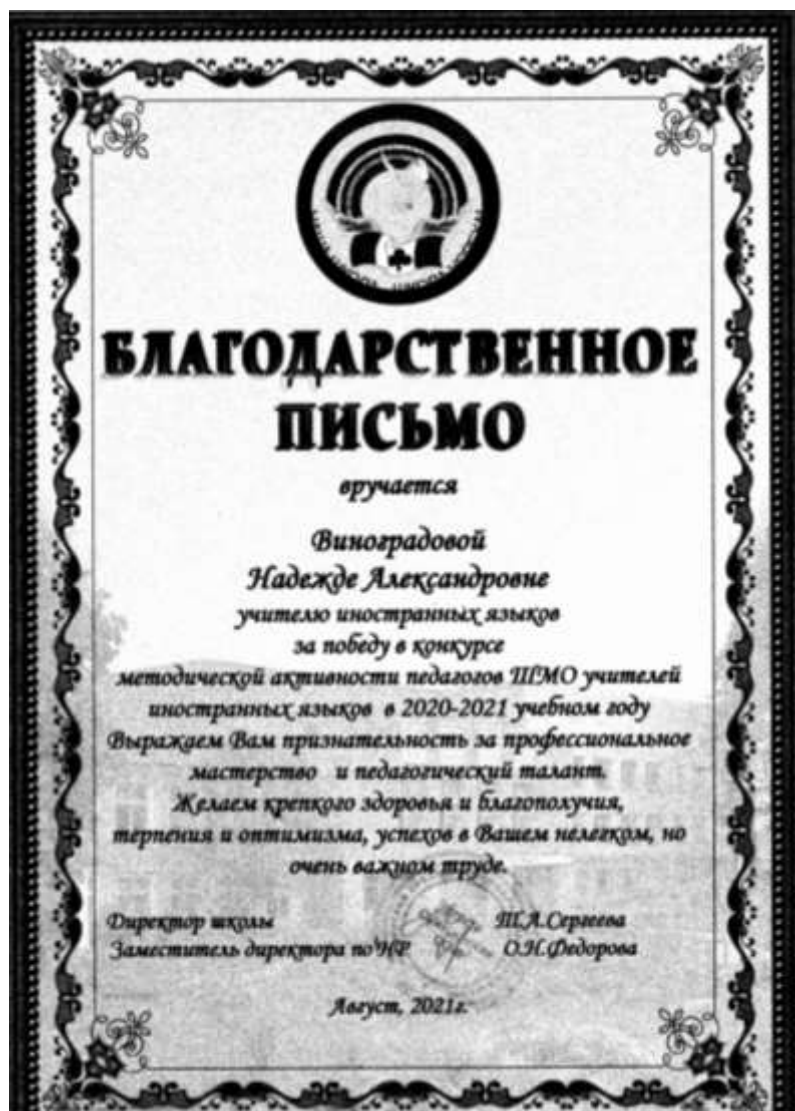 БЛАГОДАРСТВЕННОЕ
ПИСЬМО
вручается
Виноградовой
Надежде Александровне
учителю иностранных языков
за победу в конкурсе
методической активности педагогов ШМО учителей
иностранных языков в 2020-2021 учебном году
Выражаем Вам признательность за профессиональное
мастерство и педагогический талант.
Желаем крепкого здоровья и благополучия,
терпения и оптимизма, успехов в Вашем нелегком, но
очень важном труде.
Директор школы Т.А.Сергеева
Заместитель директора по НР О.Н.Федорова
Август, 2021г.